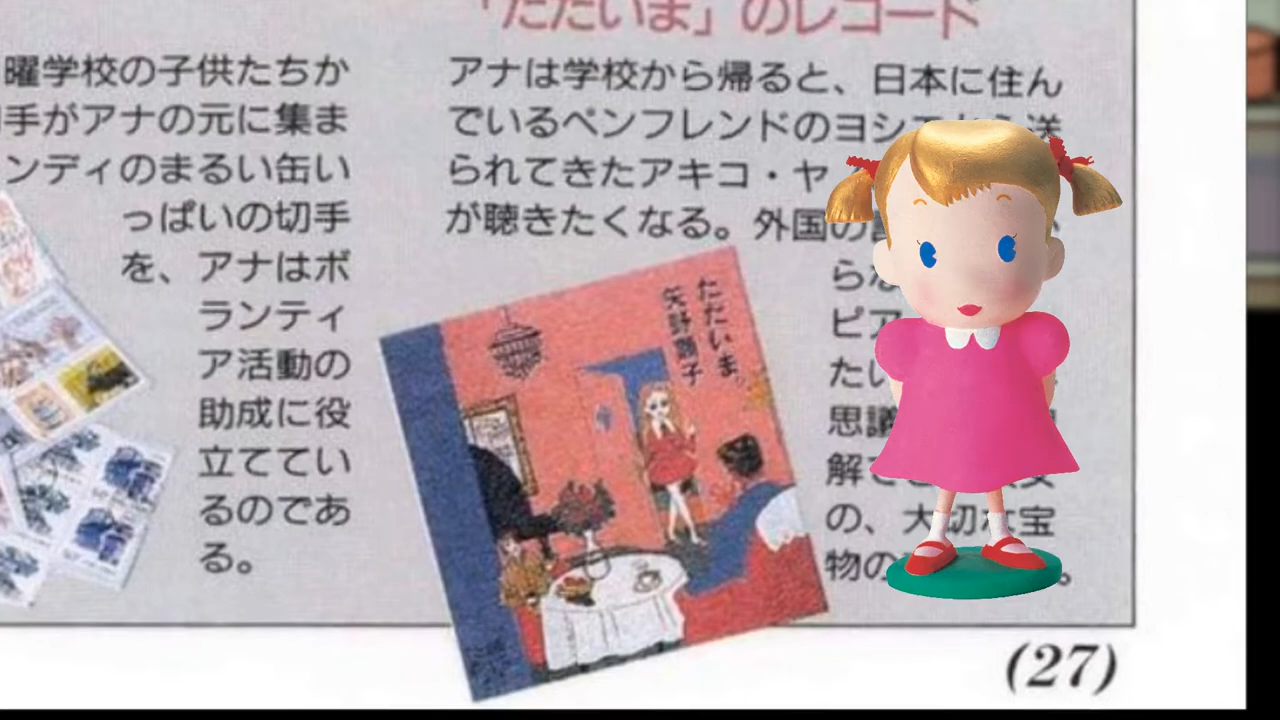 「ただいま」のレコード
曜学校の子供たちか
手がアナの元に集ま
ンディのまるい缶い
っぱいの切手
を、アナはボ
ランティ
ア活動の
助成に役
立ててい
るのであ
る。
アナは学校から帰ると、日本に住ん
でいるペンフレンドのヨシ
られてきたアキコ・ヤ
が聴きたくなる。外国の
らな
ピア
たい
思議
解
の、大切な宝
物の
ただいま。
矢野顕子
(27)